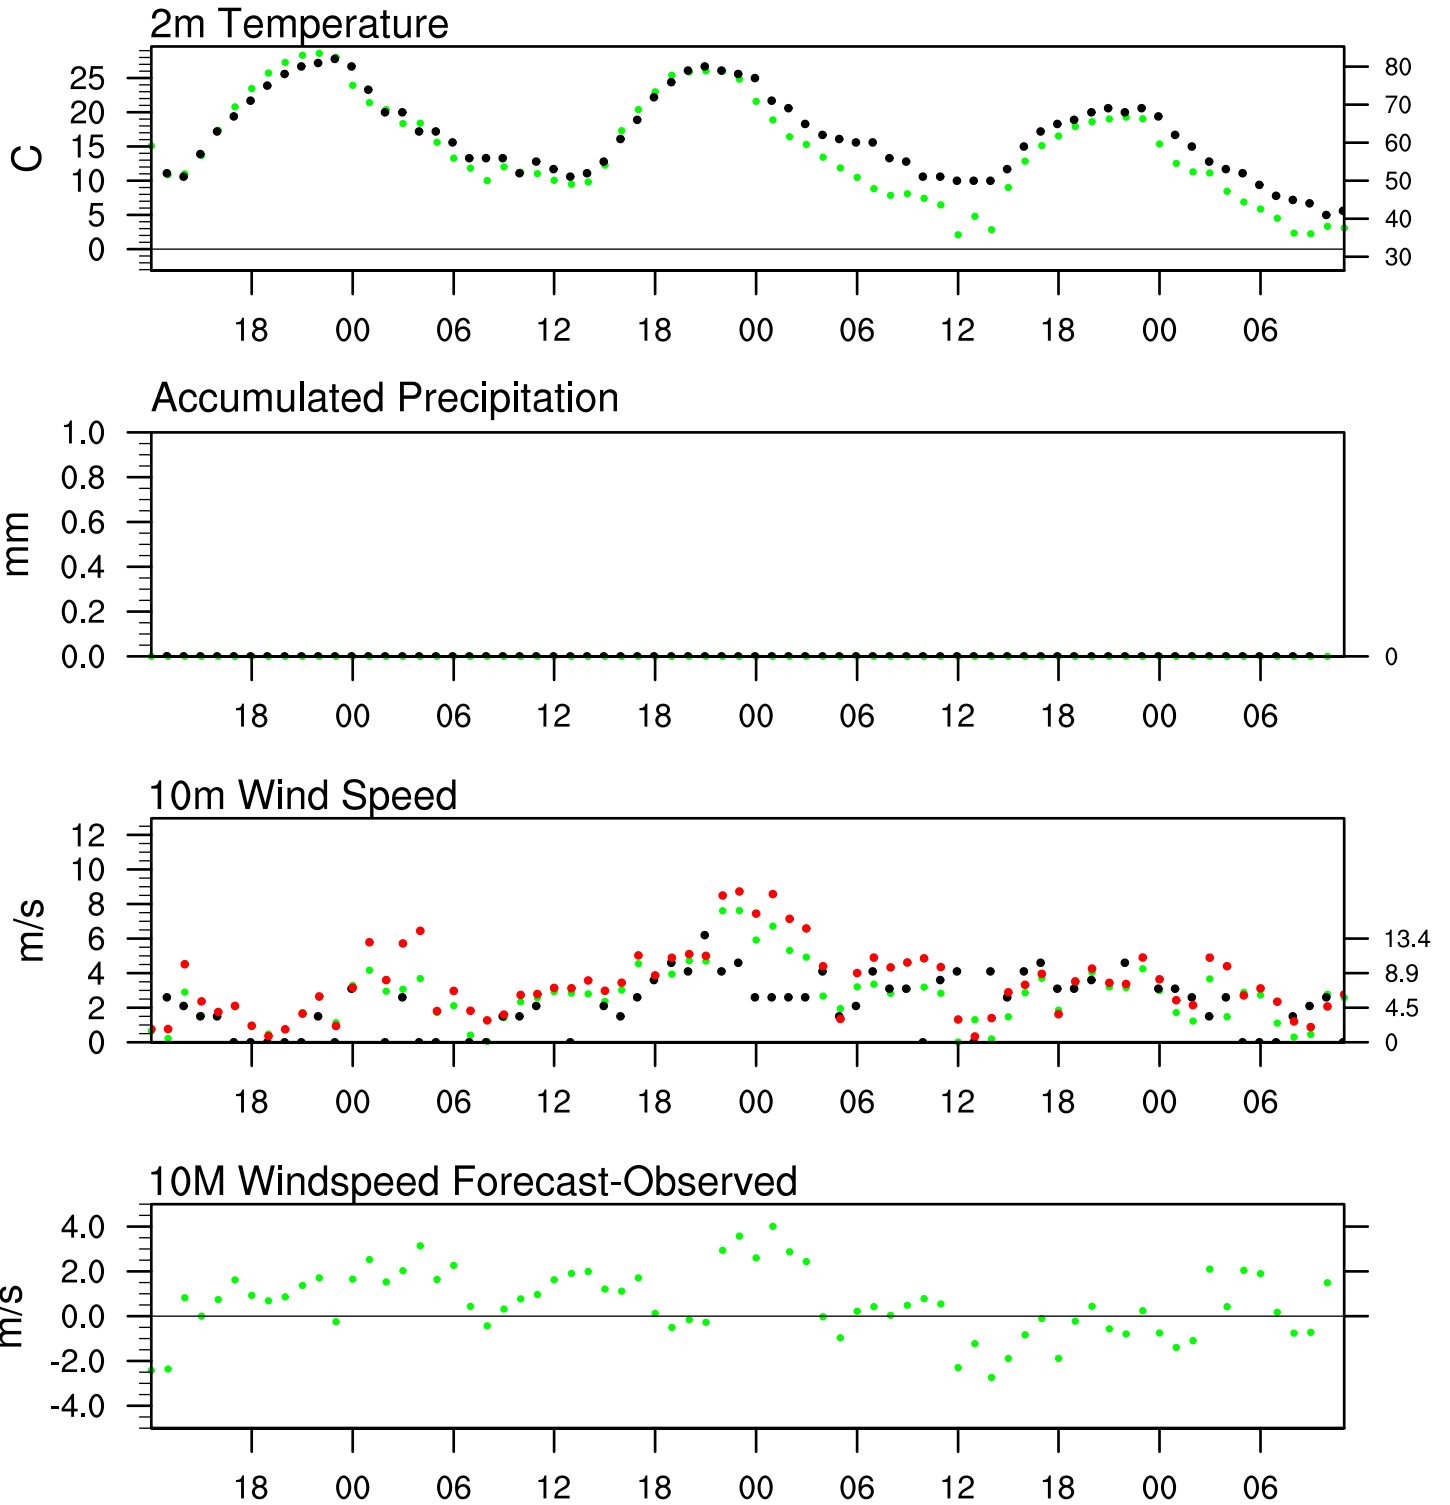 2m Temperature
C
25
20
15
10
5
0
80
70
60
50
40
30
18 00 06 12 18 00 06 12 18 00 06
Accumulated Precipitation
mm
1.0
0.8
0.6
0.4
0.2
0.0
0
18 00 06 12 18 00 06 12 18 00 06
10m Wind Speed
m/s
12
10
8
6
4
2
0
13.4
8.9
4.5
0
18 00 06 12 18 00 06 12 18 00 06
10M Windspeed Forecast-Observed
m/s
4.0
2.0
0.0
-2.0
-4.0
18 00 06 12 18 00 06 12 18 00 06